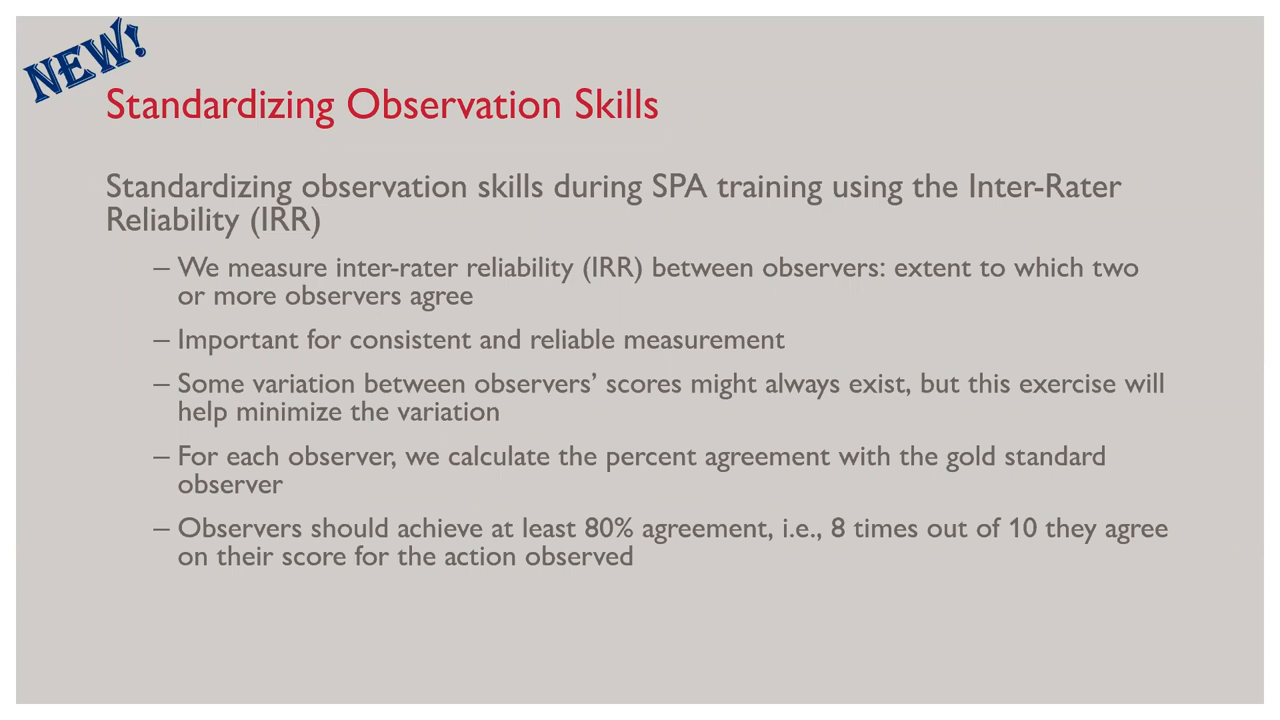 NEW!
Standardizing Observation Skills
Standardizing observation skills during SPA training using the Inter-Rater
Reliability (IRR)
– We measure inter-rater reliability (IRR) between observers: extent to which two
or more observers agree
– Important for consistent and reliable measurement
– Some variation between observers’ scores might always exist, but this exercise will
help minimize the variation
– For each observer, we calculate the percent agreement with the gold standard
observer
– Observers should achieve at least 80% agreement, i.e., 8 times out of 10 they agree
on their score for the action observed